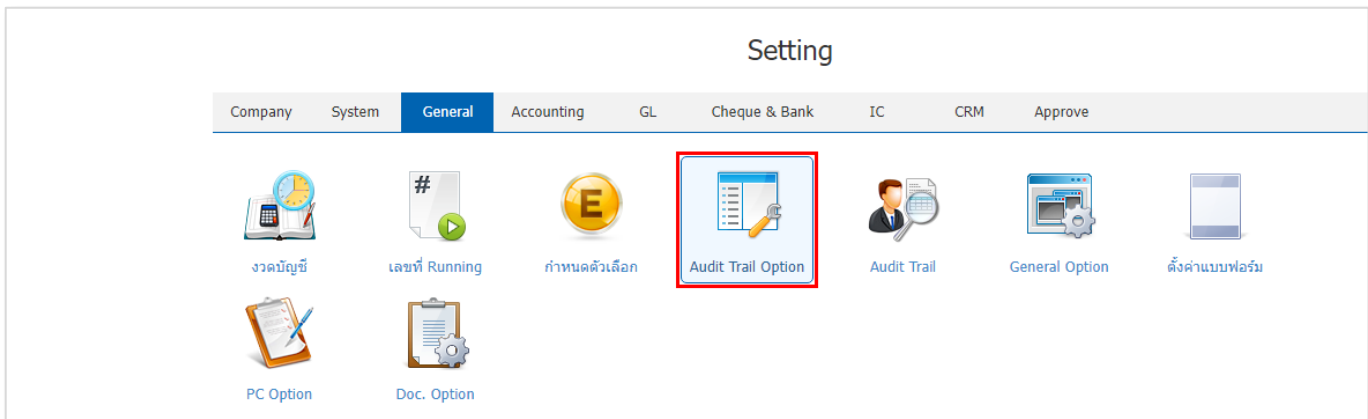 Setting
Company System General Accounting GL Cheque & Bank IC CRM Approve
#
E
งวดบัญชี เลขที่ Running กำหนดตัวเลือก Audit Trail Option Audit Trail General Option ตั้งค่าแบบฟอร์ม
PC Option Doc. Option